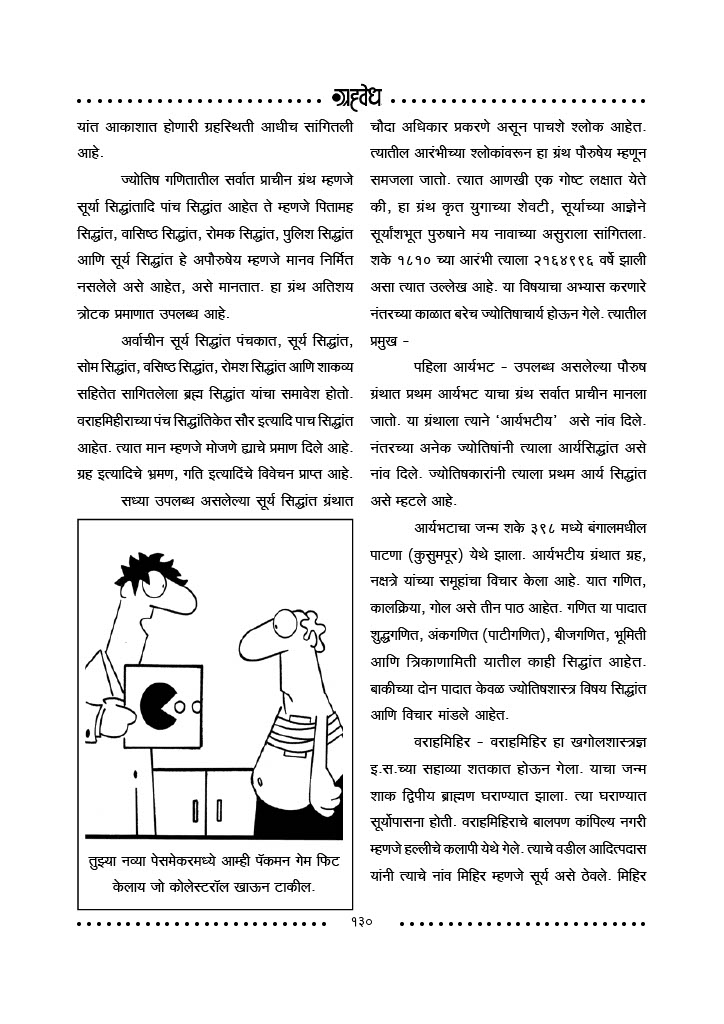 ग्रहवेध
यांत आकाशात होणारी ग्रहस्थिती आधीच सांगितली
आहे.
ज्योतिष गणितातील सर्वात प्राचीन ग्रंथ म्हणजे
सूर्या सिद्धांतादि पांच सिद्धांत आहेत ते म्हणजे पितामह
सिद्धांत, वासिष्ठ सिद्धांत, रोमक सिद्धांत, पुलिश सिद्धांत
आणि सूर्य सिद्धांत हे अपौरुषेय म्हणजे मानव निर्मित
नसलेले असे आहेत, असे मानतात. हा ग्रंथ अतिशय
त्रोटक प्रमाणात उपलब्ध आहे.
अर्वाचीन सूर्य सिद्धांत पंचकात, सूर्य सिद्धांत,
सोम सिद्धांत, वसिष्ठ सिद्धांत, रोमश सिद्धांत आणि शाकव्य
सहितेत सागितलेला ब्रह्म सिद्धांत यांचा समावेश होतो.
वराहमिहीराच्या पंच सिद्धांतिकेत सौर इत्यादि पाच सिद्धांत
आहेत. त्यात मान म्हणजे मोजणे ह्याचे प्रमाण दिले आहे.
ग्रह इत्यादिचे भ्रमण, गति इत्यादिंचे विवेचन प्राप्त आहे.
सध्या उपलब्ध असलेल्या सूर्य सिद्धांत ग्रंथात
तुझ्या नव्या पेसमेकरमध्ये आम्ही पॅकमन गेम फिट
केलाय जो कोलेस्टरॉल खाऊन टाकील.
चौदा अधिकार प्रकरणे असून पाचशे श्लोक आहेत.
त्यातील आरंभीच्या श्लोकांवरून हा ग्रंथ पौरुषेय म्हणून
समजला जातो. त्यात आणखी एक गोष्ट लक्षात येते
की, हा ग्रंथ कृत युगाच्या शेवटी, सूर्याच्या आज्ञेने
सूर्यांशभूत पुरुषाने मय नावाच्या असुराला सांगितला.
शके १८१० च्या आरंभी त्याला २१६४९९६ वर्षे झाली
असा त्यात उल्लेख आहे. या विषयाचा अभ्यास करणारे
नंतरच्या काळात बरेच ज्योतिषाचार्य होऊन गेले. त्यातील
प्रमुख -
पहिला आर्यभट - उपलब्ध असलेल्या पौरुष
ग्रंथात प्रथम आर्यभट याचा ग्रंथ सर्वात प्राचीन मानला
जातो. या ग्रंथाला त्याने ‘आर्यभटीय’ असे नांव दिले.
नंतरच्या अनेक ज्योतिषांनी त्याला आर्यसिद्धांत असे
नांव दिले. ज्योतिषकारांनी त्याला प्रथम आर्य सिद्धांत
असे म्हटले आहे.
आर्यभटाचा जन्म शके ३९८ मध्ये बंगालमधील
पाटणा (कुसुमपूर) येथे झाला. आर्यभटीय ग्रंथात ग्रह,
नक्षत्रे यांच्या समूहांचा विचार केला आहे. यात गणित,
कालक्रिया, गोल असे तीन पाठ आहेत. गणित या पादात
शुद्धगणित, अंकगणित (पाटीगणित), बीजगणित, भूमिती
आणि त्रिकाणामिती यातील काही सिद्धांत आहेत.
बाकीच्या दोन पादात केवळ ज्योतिषशास्त्र विषय सिद्धांत
आणि विचार मांडले आहेत.
वराहमिहिर - वराहमिहिर हा खगोलशास्त्रज्ञ
इ.स.च्या सहाव्या शतकात होऊन गेला. याचा जन्म
शाक द्विपीय ब्राह्मण घराण्यात झाला. त्या घराण्यात
सूर्योपासना होती. वराहमिहिराचे बालपण कांपिल्य नगरी
म्हणजे हल्लीचे कलापी येथे गेले. त्याचे वडील आदित्पदास
यांनी त्याचे नांव मिहिर म्हणजे सूर्य असे ठेवले. मिहिर
१३०